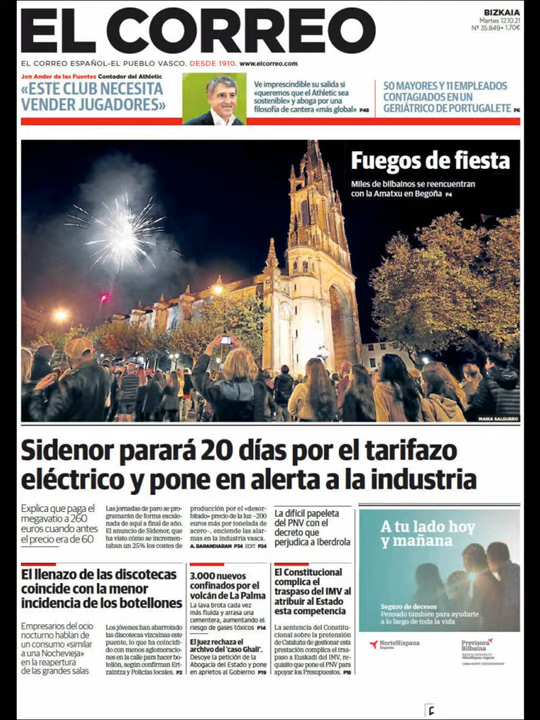 EL CORREO
BIZKAIA
Martes 12.10.21
Nº 35.849 - 1,70€
EL CORREO ESPAÑOL-EL PUEBLO VASCO. DESDE 1910. www.elcorreo.com
Jon Ander de las Fuentes Contador del Athletic
«ESTE CLUB NECESITA
VENDER JUGADORES»
Ve imprescindible su salida si
«queremos que el Athletic sea
sostenible» y aboga por una
filosofía de cantera «más global» P48
50 MAYORES Y 11 EMPLEADOS
CONTAGIADOS EN UN
GERIÁTRICO DE PORTUGALETE P6
Fuegos de fiesta
Miles de bilbaínos se reencuentran
con la Amatxu en Begoña P4
MAIKA SALGUERO
Sidenor parará 20 días por el tarifazo
eléctrico y pone en alerta a la industria
Explica que paga el
megavatio a 260
euros cuando antes
el precio era de 60
Las jornadas de paro se pro-
gramarán de forma escalona-
da de aquí a final de año.
El anuncio de Sidenor, que
ha visto cómo se incremen-
taban un 25% los costes de
producción por el «desor-
bitado» precio de la luz –200
euros más por tonelada de
acero–, enciende las alar-
mas en la industria vasca.
A. BARANDIARAN P34 EDIT. P24
La difícil papeleta
del PNV con el
decreto que
perjudica a Iberdrola
El llenazo de las discotecas
coincide con la menor
incidencia de los botellones
Empresarios del ocio
nocturno hablan de
un consumo «similar
a una Nochevieja»
en la reapertura
de las grandes salas
Los jóvenes han abarrotado
las discotecas vizcaínas este
puente, lo que ha coincidi-
do con menos aglomeracio-
nes en la calle para hacer bo-
tellón, según confirman Ert-
zaintza y Policías locales. P2
3.000 nuevos
confinados por el
volcán de La Palma
La lava brota cada vez
más fluida y arrasa una
cementera, aumentando el
riesgo de gases tóxicos P14
El juez rechaza el
archivo del 'caso Ghali'.
Desoye la petición de la
Abogacía del Estado y pone
en aprietos al Gobierno P19
El Constitucional
complica el
traspaso del IMV al
atribuir al Estado
esta competencia
La sentencia del Constitucio-
nal sobre la pretensión de
Cataluña de gestionar esta
prestación complica el tras-
paso a Euskadi del IMV, re-
quisito que pone el PNV para
apoyar los Presupuestos. P18
A tu lado hoy
y mañana
Seguro de decesos
Pensado también para ayudarte
a lo largo de toda la vida
NorteHispana
Seguros
Previsora
Bilbaína